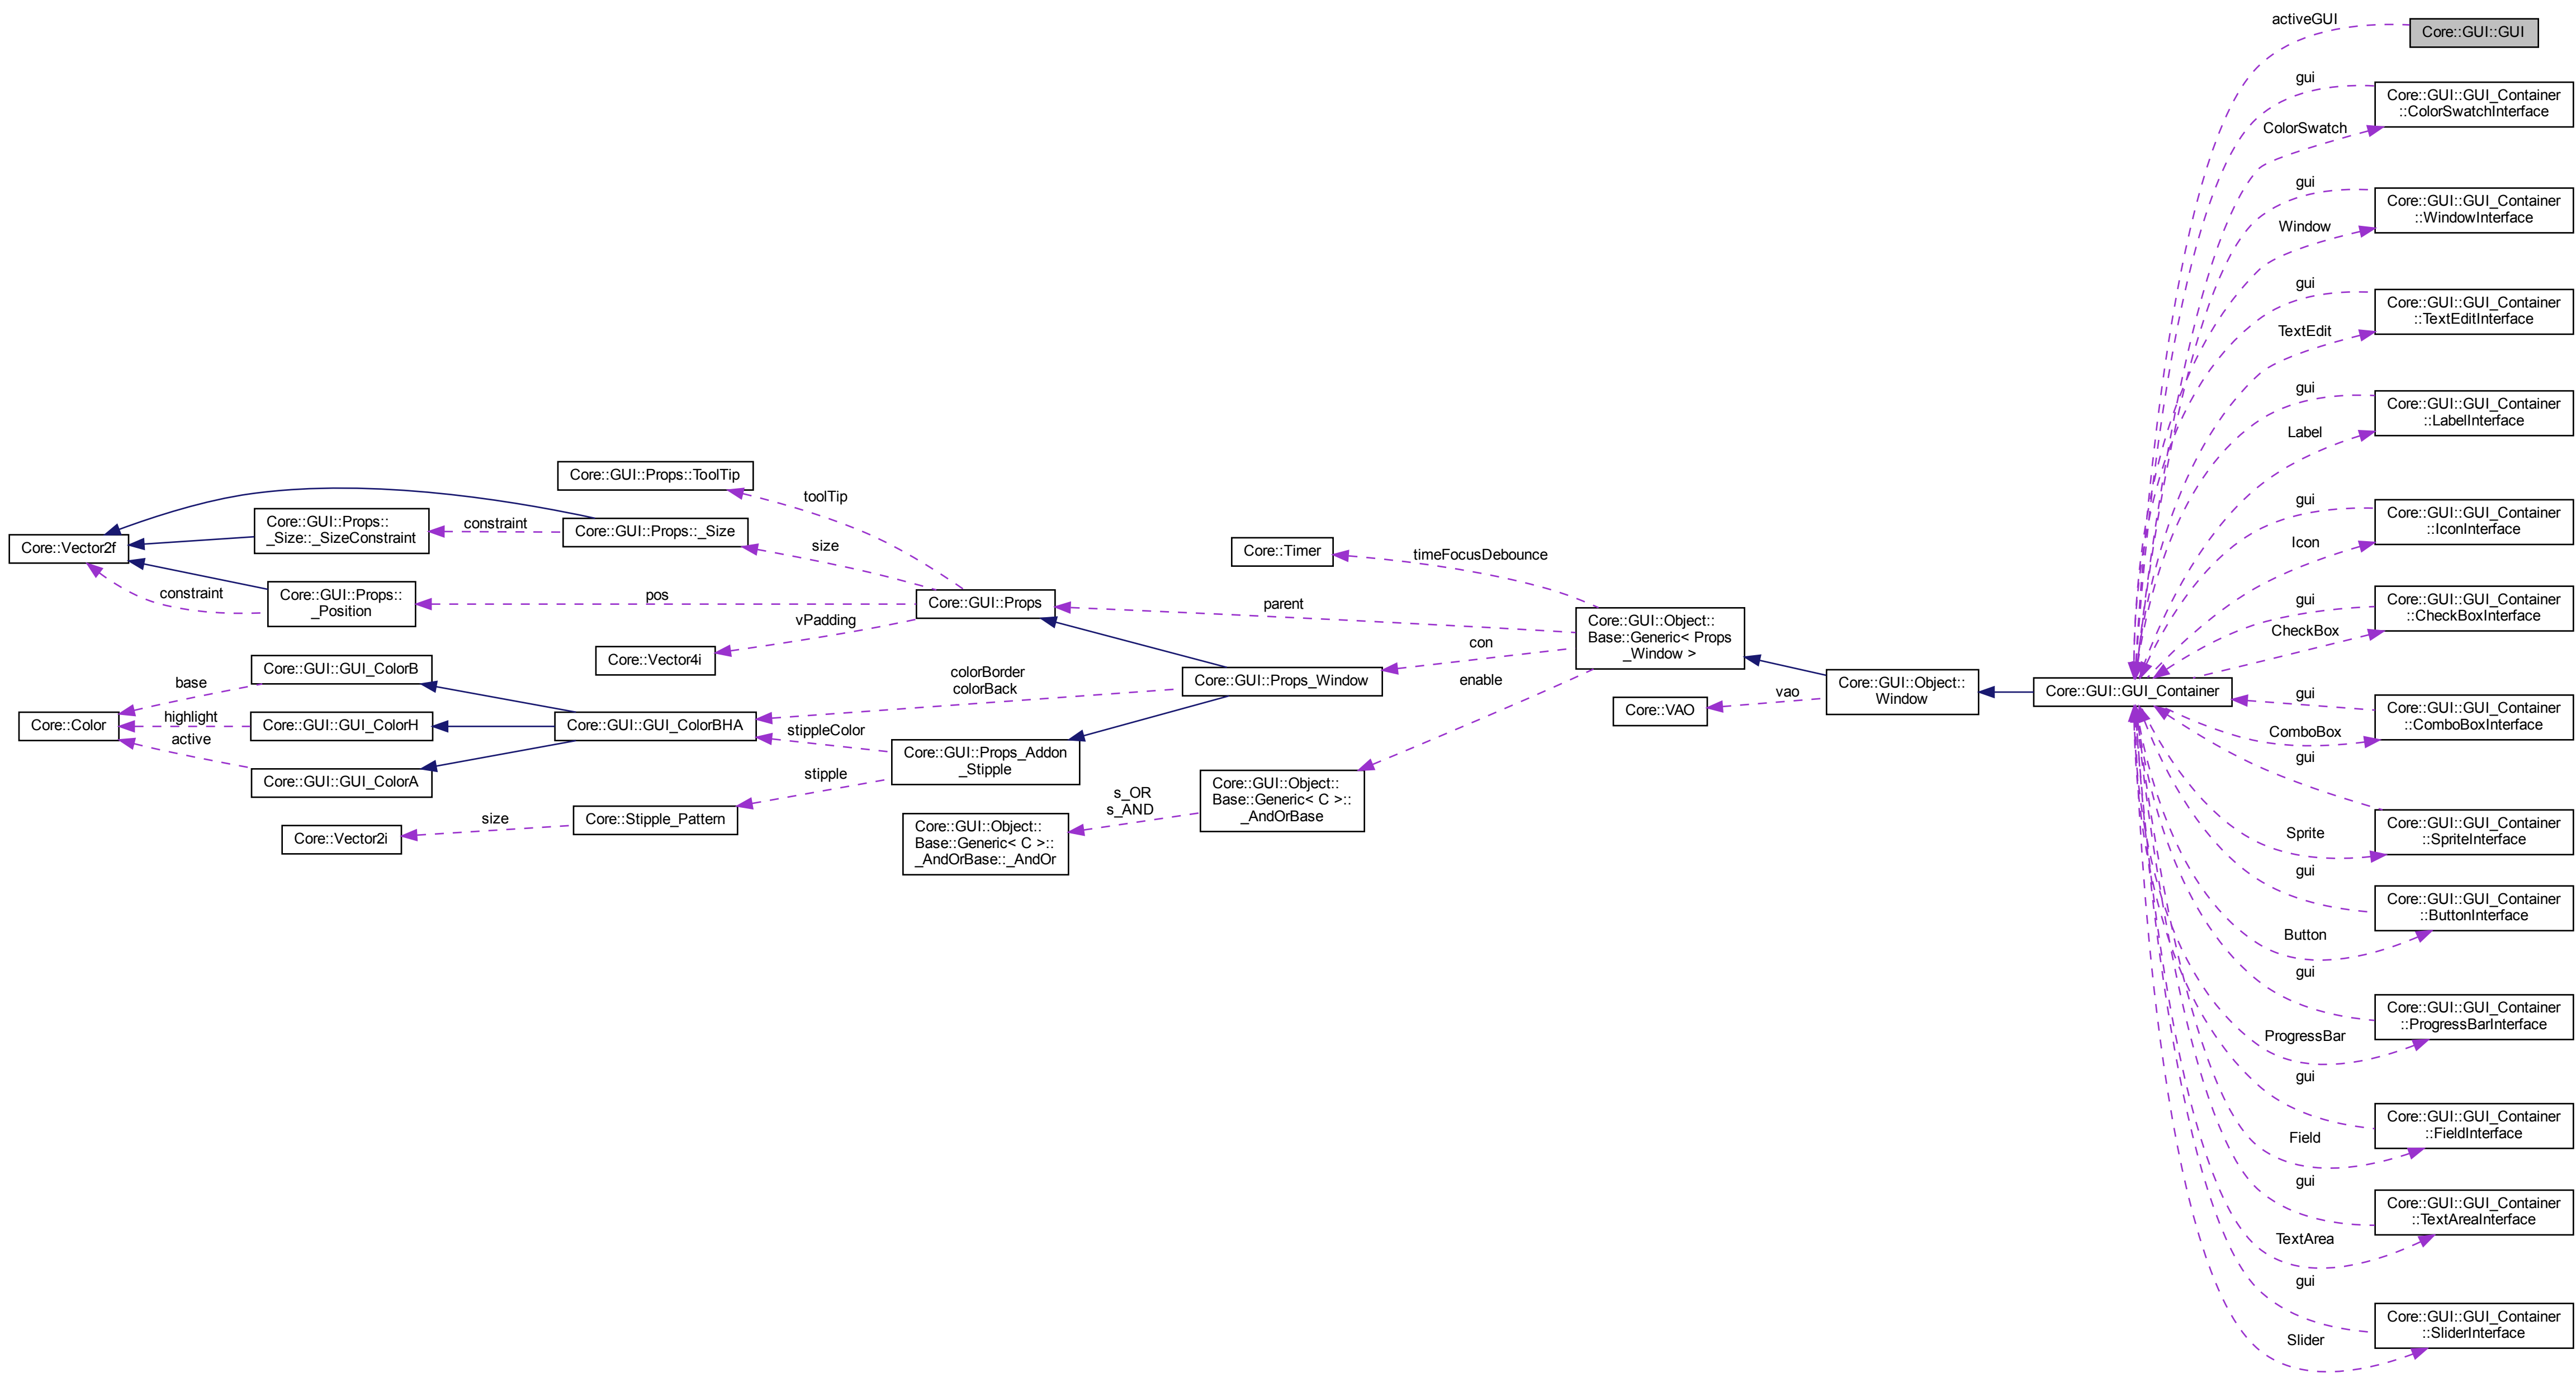 activeGUI
Core::GUI::GUI
gui
Core::GUI::GUI_Container
::ColorSwatchInterface
ColorSwatch
gui
Core::GUI::GUI_Container
::WindowInterface
Window
gui
Core::GUI::GUI_Container
::TextEditInterface
TextEdit
gui
Core::GUI::GUI_Container
::LabelInterface
Label
gui
Core::GUI::GUI_Container
::IconInterface
Icon
gui
Core::GUI::GUI_Container
::CheckBoxInterface
CheckBox
gui
Core::GUI::GUI_Container
::ComboBoxInterface
ComboBox
gui
Core::GUI::GUI_Container
::SpriteInterface
Sprite
gui
Core::GUI::GUI_Container
::ButtonInterface
Button
gui
Core::GUI::GUI_Container
::ProgressBarInterface
ProgressBar
gui
Core::GUI::GUI_Container
::FieldInterface
Field
gui
Core::GUI::GUI_Container
::TextAreaInterface
TextArea
gui
Core::GUI::GUI_Container
::SliderInterface
Slider
Core::GUI::GUI_Container
Core::GUI::Object::
Window
vao
Core::VAO
Core::GUI::Object::
Base::Generic< Props
_Window >
timeFocusDebounce
Core::Timer
parent
con
enable
Core::GUI::Object::
Base::Generic< C >::
_AndOrBase
s_OR
s_AND
Core::GUI::Object::
Base::Generic< C >::
_AndOrBase::_AndOr
Core::GUI::Props_Window
Core::GUI::Props
toolTip
Core::GUI::Props::ToolTip
size
Core::GUI::Props::_Size
constraint
Core::GUI::Props::
_Size::_SizeConstraint
Core::Vector2f
pos
Core::GUI::Props::
_Position
constraint
vPadding
Core::Vector4i
colorBorder
colorBack
stippleColor
Core::GUI::Props_Addon
_Stipple
stipple
Core::Stipple_Pattern
size
Core::Vector2i
Core::GUI::GUI_ColorBHA
Core::GUI::GUI_ColorB
Core::GUI::GUI_ColorH
Core::GUI::GUI_ColorA
base
highlight
active
Core::Color